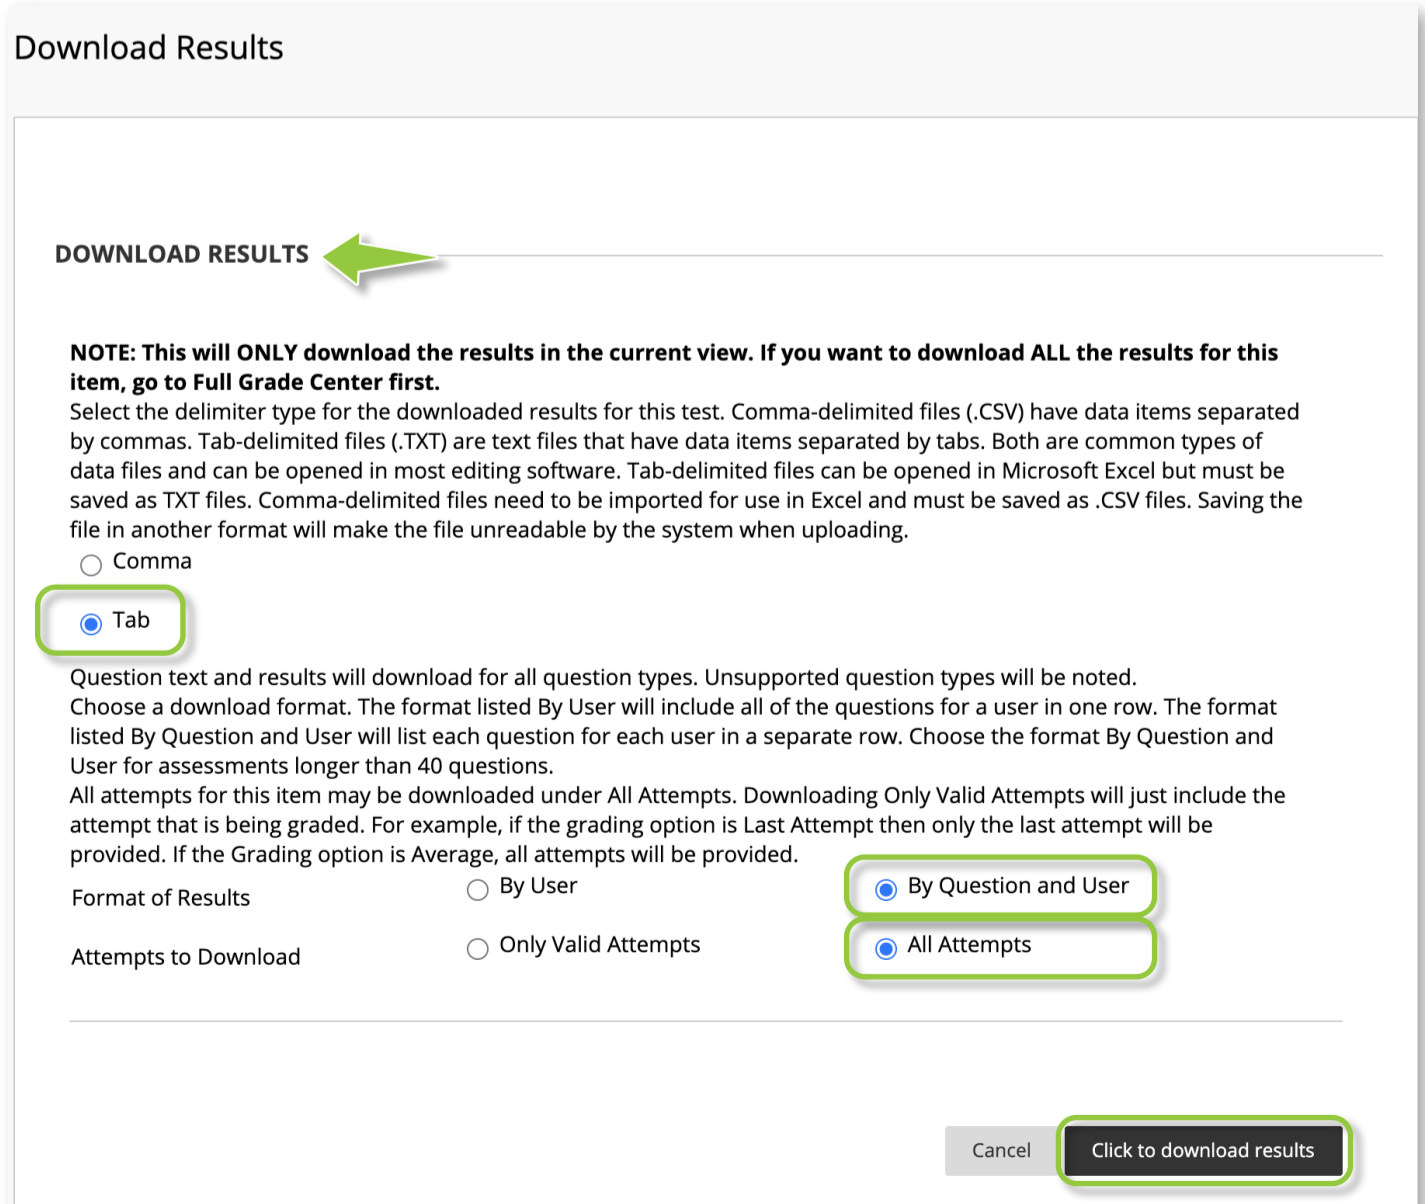 Download Results
DOWNLOAD RESULTS
NOTE: This will ONLY download the results in the current view. If you want to download ALL the results for this
item, go to Full Grade Center first.
Select the delimiter type for the downloaded results for this test. Comma-delimited files (.CSV) have data items separated
by commas. Tab-delimited files (.TXT) are text files that have data items separated by tabs. Both are common types of
data files and can be opened in most editing software. Tab-delimited files can be opened in Microsoft Excel but must be
saved as TXT files. Comma-delimited files need to be imported for use in Excel and must be saved as .CSV files. Saving the
file in another format will make the file unreadable by the system when uploading.
Comma
Tab
Question text and results will download for all question types. Unsupported question types will be noted.
Choose a download format. The format listed By User will include all of the questions for a user in one row. The format
listed By Question and User will list each question for each user in a separate row. Choose the format By Question and
User for assessments longer than 40 questions.
All attempts for this item may be downloaded under All Attempts. Downloading Only Valid Attempts will just include the
attempt that is being graded. For example, if the grading option is Last Attempt then only the last attempt will be
provided. If the Grading option is Average, all attempts will be provided.
Format of Results By User By Question and User
Attempts to Download Only Valid Attempts All Attempts
Cancel Click to download results